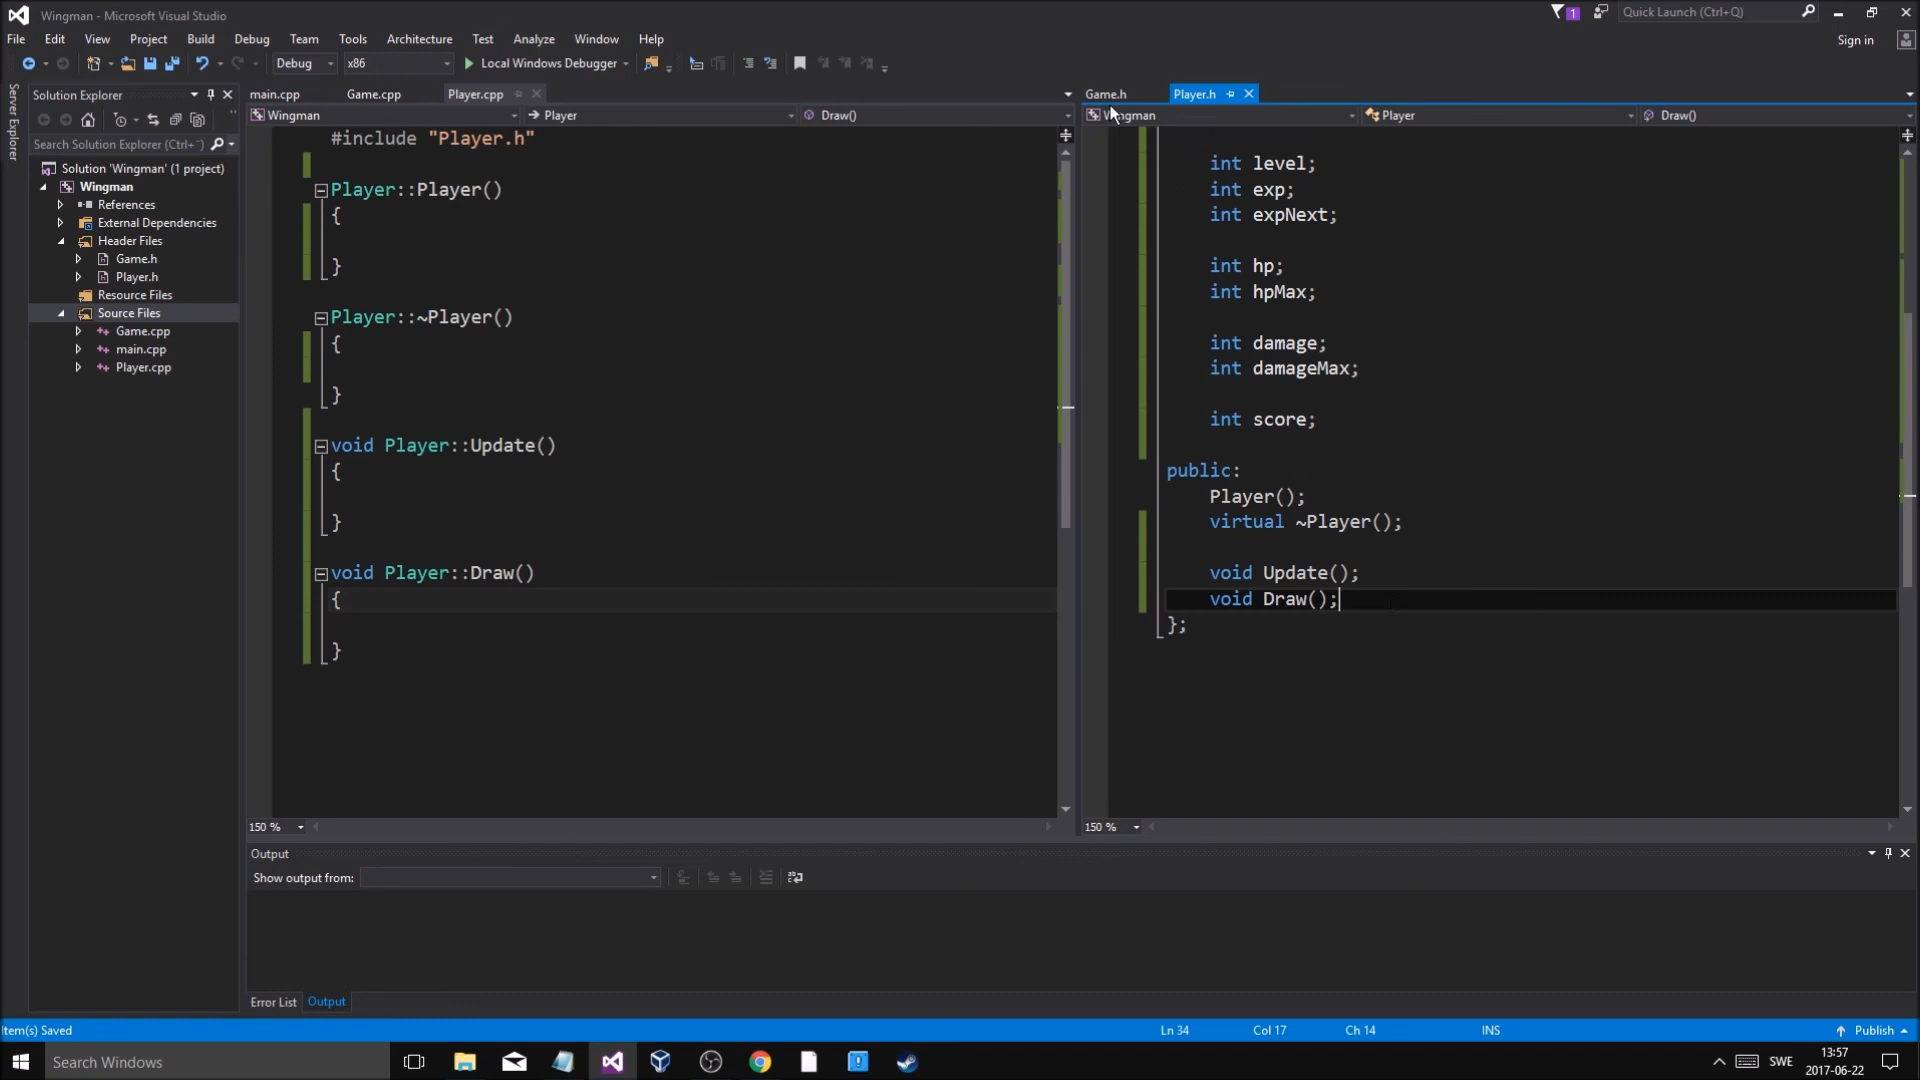 Wingman - Microsoft Visual Studio
1
Quick Launch (Ctrl+Q)
File Edit View Project Build Debug Team Tools Architecture Test Analyze Window Help
Sign in
Debug x86 Local Windows Debugger
Server Explorer
Solution Explorer
Search Solution Explorer (Ctrl+
Solution 'Wingman' (1 project)
Wingman
References
External Dependencies
Header Files
Game.h
Player.h
Resource Files
Source Files
Game.cpp
main.cpp
Player.cpp
main.cpp Game.cpp Player.cpp
Wingman Player Draw()
#include "Player.h"
Player::Player()
{
}
Player::~Player()
{
}
void Player::Update()
{
}
void Player::Draw()
{
}
150 %
Game.h Player.h
Wingman Player Draw()
int level;
int exp;
int expNext;
int hp;
int hpMax;
int damage;
int damageMax;
int score;
public:
Player();
virtual ~Player();
void Update();
void Draw();
};
150 %
Output
Show output from:
Error List Output
Item(s) Saved Ln 34 Col 17 Ch 14 INS Publish
Search Windows
SWE
13:57
2017-06-22